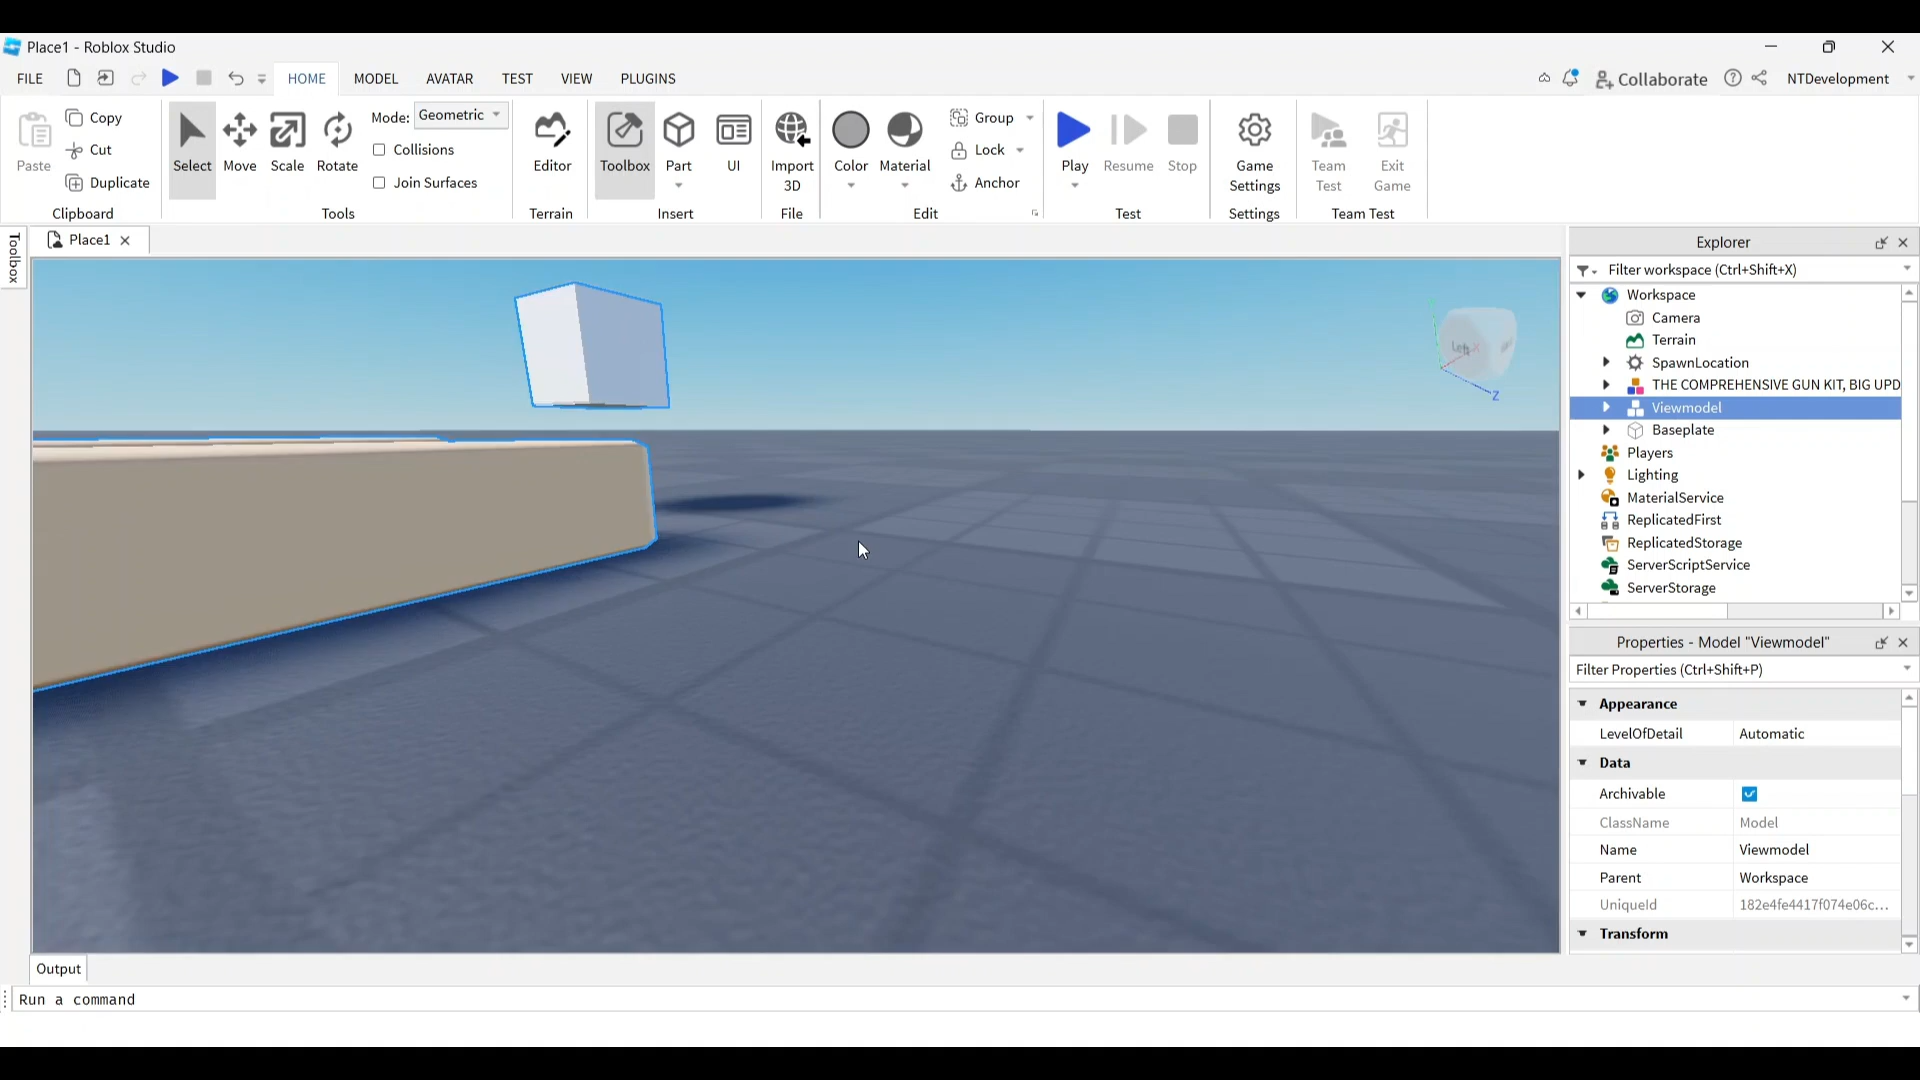 Place1 - Roblox Studio
FILE HOME MODEL AVATAR TEST VIEW PLUGINS Collaborate NTDevelopment
Paste Copy Cut Duplicate Clipboard
Select Move Scale Rotate Mode: Geometric Collisions Join Surfaces Tools
Editor Terrain
Toolbox Part UI Insert
Import 3D File
Color Material Group Lock Anchor Edit
Play Resume Stop Test
Game Settings Settings
Team Test Exit Game Team Test
Toolbox
Place1
Left
X
Z
Explorer
Filter workspace (Ctrl+Shift+X)
Workspace
Camera
Terrain
SpawnLocation
THE COMPREHENSIVE GUN KIT, BIG UPD
Viewmodel
Baseplate
Players
Lighting
MaterialService
ReplicatedFirst
ReplicatedStorage
ServerScriptService
ServerStorage
Properties - Model "Viewmodel"
Filter Properties (Ctrl+Shift+P)
Appearance
LevelOfDetail Automatic
Data
Archivable
ClassName Model
Name Viewmodel
Parent Workspace
UniqueId 182e4fe4417f074e06c...
Transform
Output
Run a command